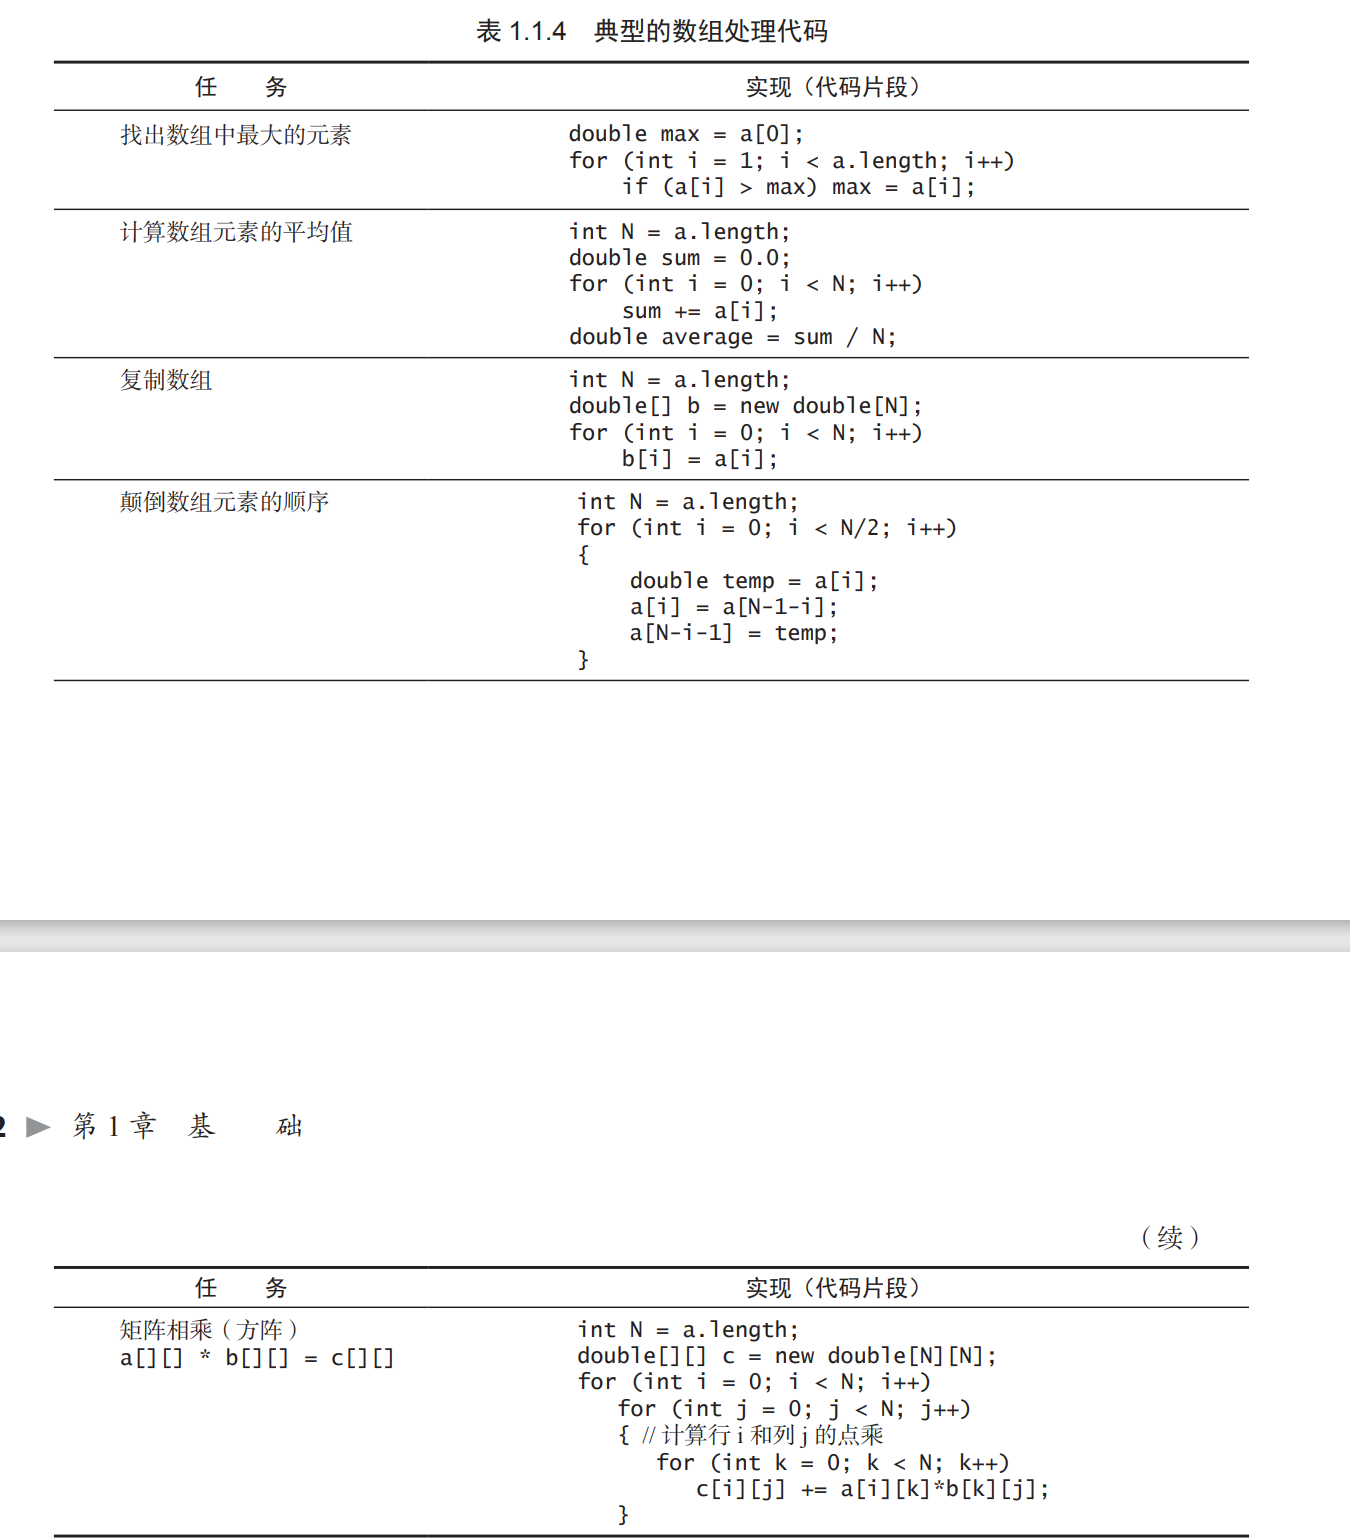 表 1.1.4 典型的数组处理代码
任 务 实现（代码片段）
找出数组中最大的元素 double max = a[0];
for (int i = 1; i < a.length; i++)
if (a[i] > max) max = a[i];
计算数组元素的平均值 int N = a.length;
double sum = 0.0;
for (int i = 0; i < N; i++)
sum += a[i];
double average = sum / N;
复制数组 int N = a.length;
double[] b = new double[N];
for (int i = 0; i < N; i++)
b[i] = a[i];
颠倒数组元素的顺序 int N = a.length;
for (int i = 0; i < N/2; i++)
{
double temp = a[i];
a[i] = a[N-1-i];
a[N-i-1] = temp;
}
2 ▶ 第 1 章 基 础
（续）
任 务 实现（代码片段）
矩阵相乘（方阵） int N = a.length;
a[][] * b[][] = c[][] double[][] c = new double[N][N];
for (int i = 0; i < N; i++)
for (int j = 0; j < N; j++)
{ // 计算行 i 和列 j 的点乘
for (int k = 0; k < N; k++)
c[i][j] += a[i][k]*b[k][j];
}